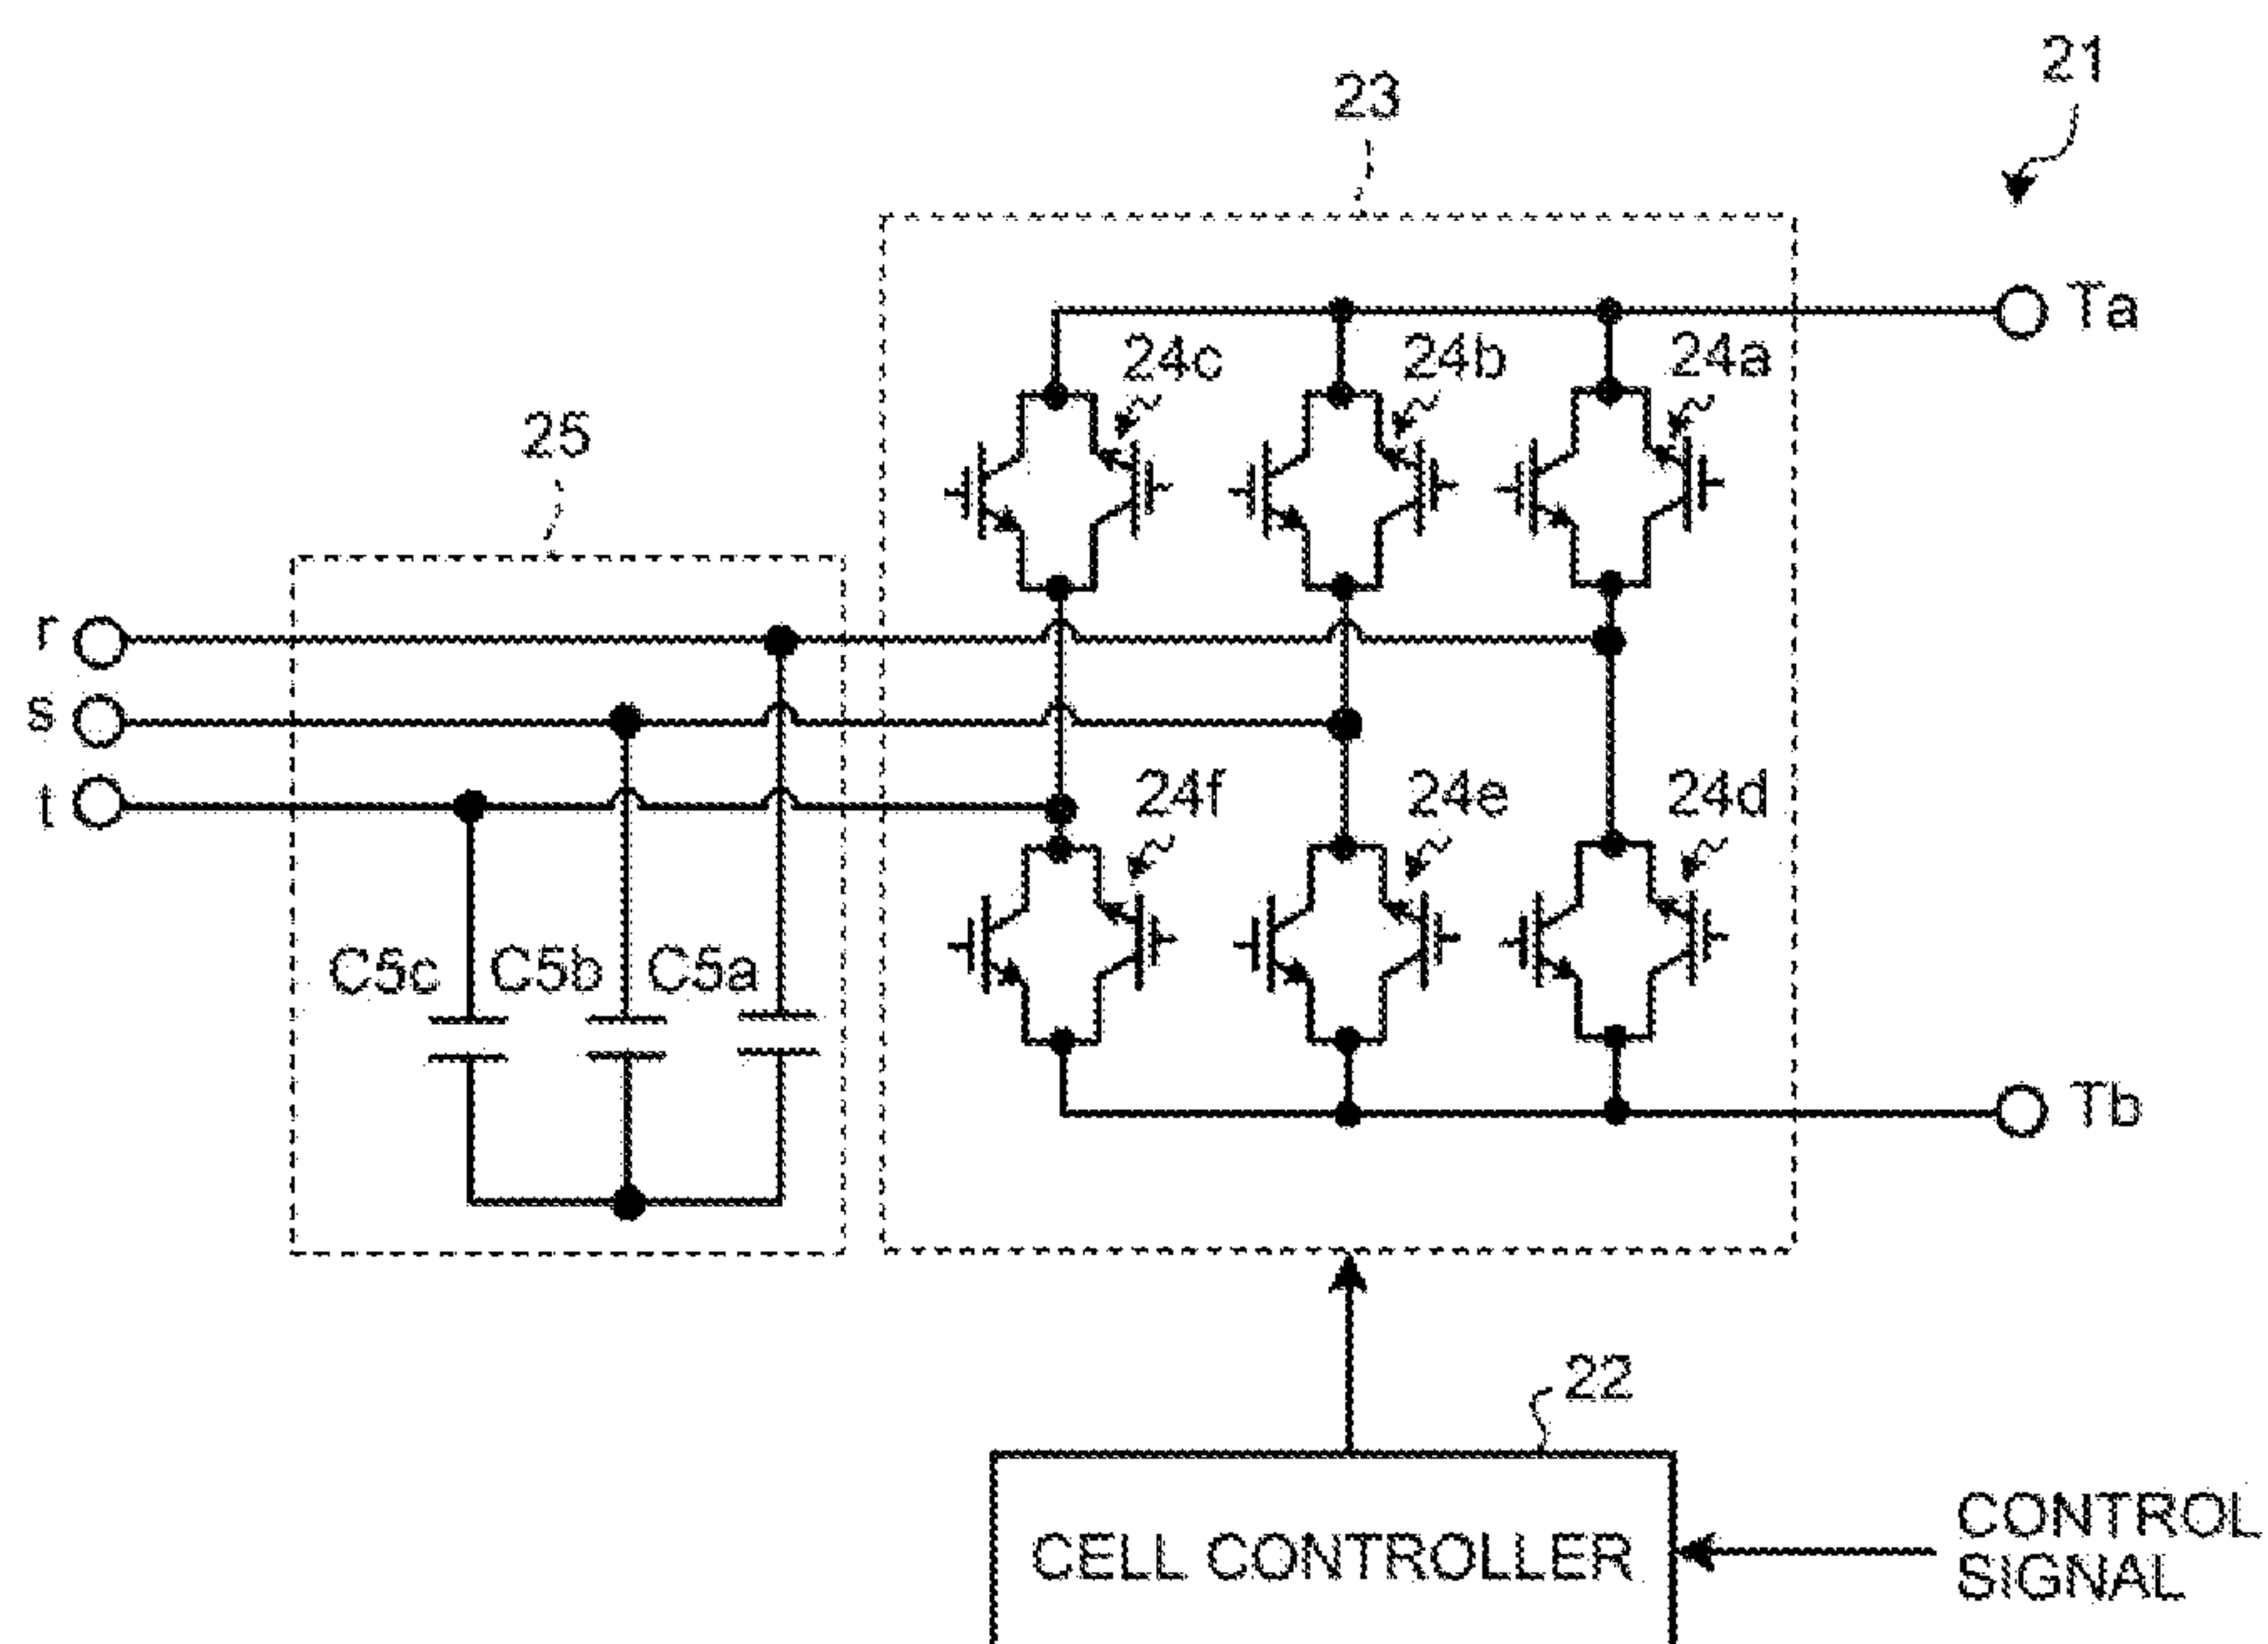 21
23
Ta
24c
24b
24a
25
r
s
t
24f
24e
24d
C5c
C5b
C5a
Tb
22
CELL CONTROLLER
CONTROL
SIGNAL